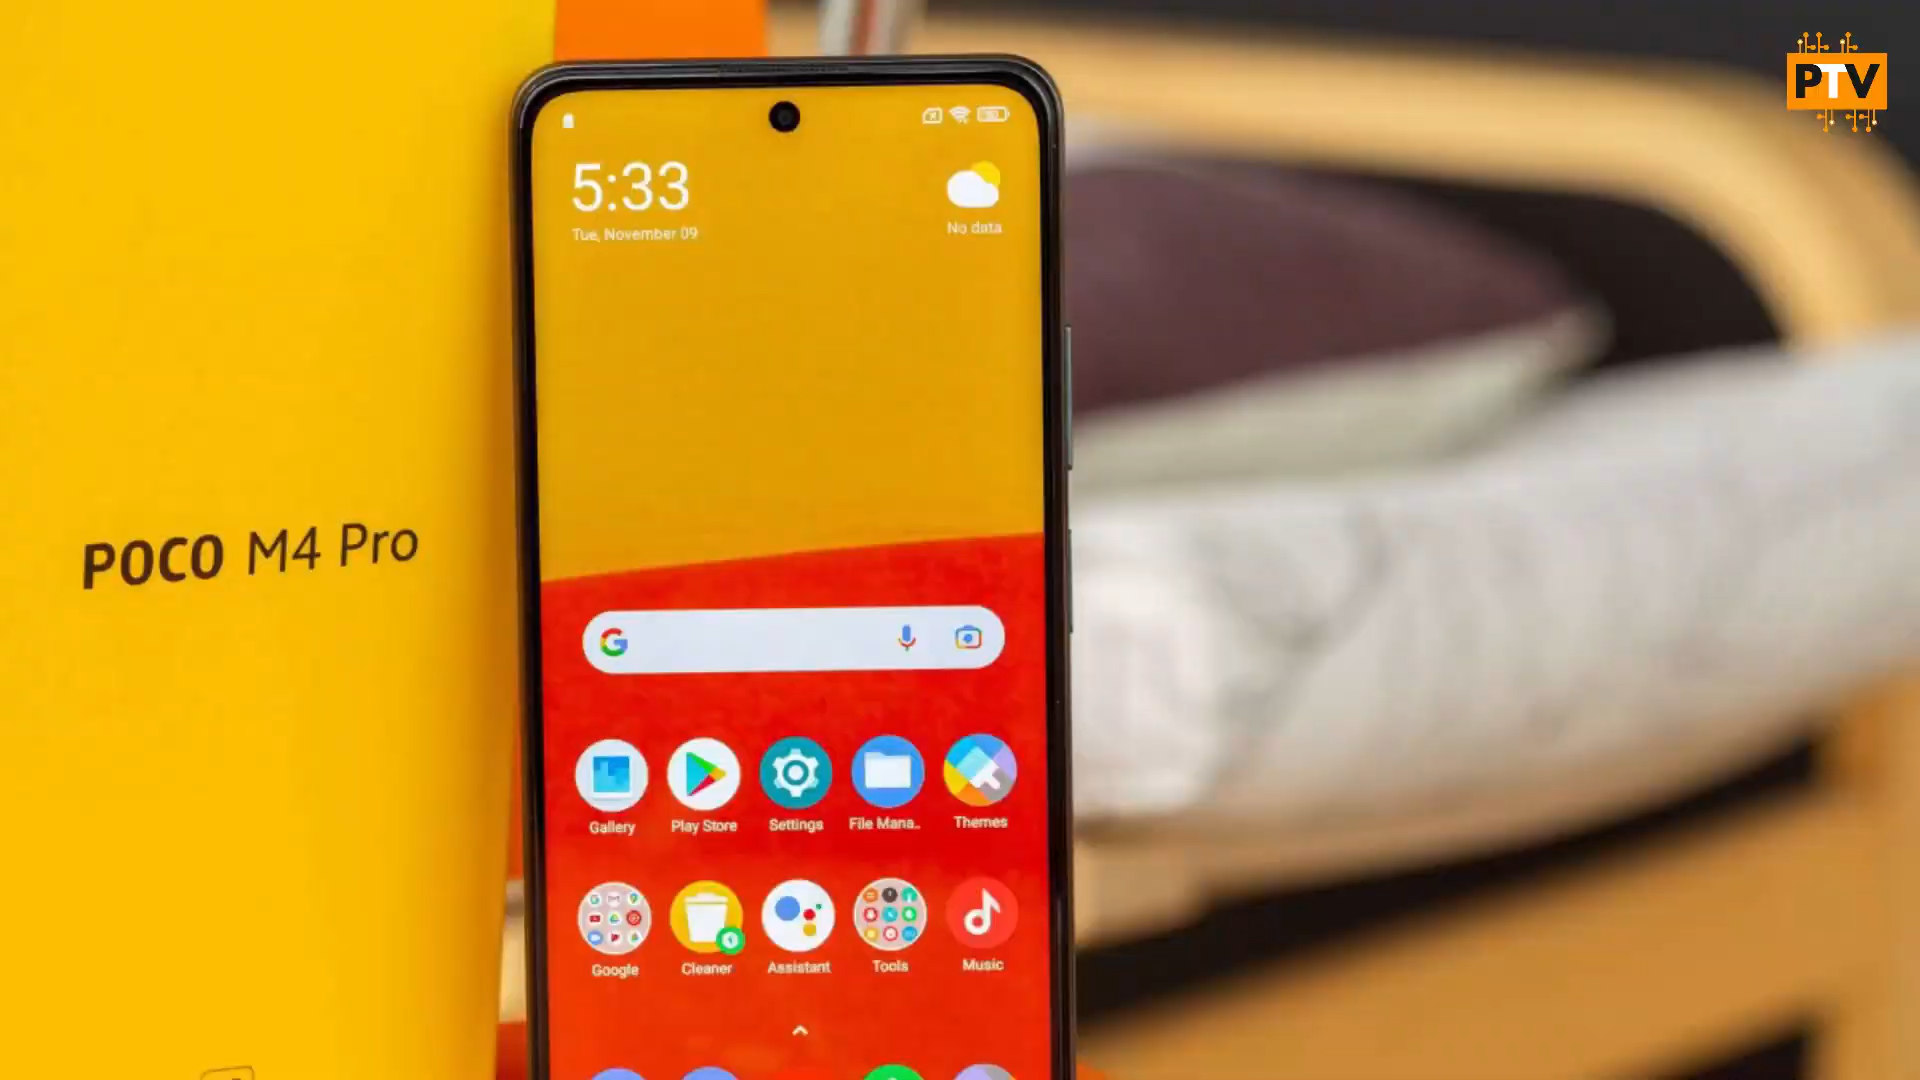 PTV
5:33
Tue, November 09
No data
POCO M4 Pro
G
Gallery Play Store Settings File Mana.. Themes
Google Cleaner Assistant Tools Music